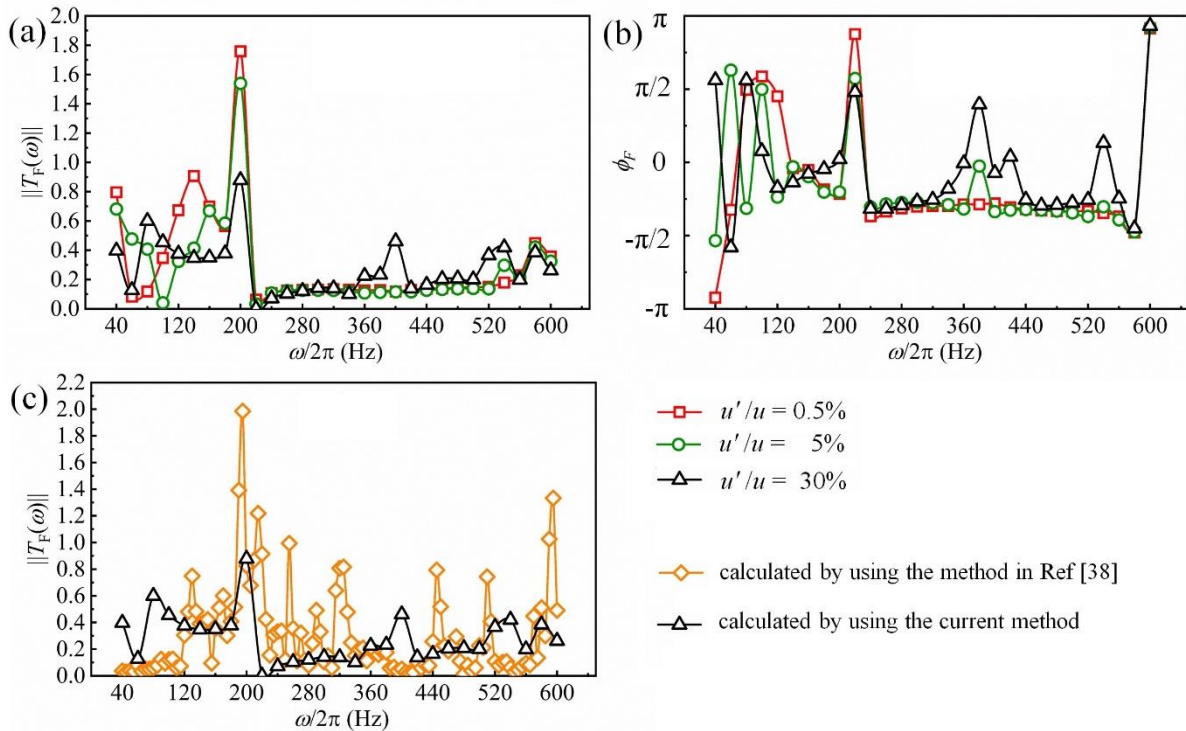 (a)
2.0
1.8
1.6
1.4
1.2
1.0
0.8
0.6
0.4
0.2
0.0
||T_F(ω)||
40 120 200 280 360 440 520 600
ω/2π (Hz)
(b)
π
π/2
0
-π/2
-π
ϕ_F
40 120 200 280 360 440 520 600
ω/2π (Hz)
(c)
2.2
2.0
1.8
1.6
1.4
1.2
1.0
0.8
0.6
0.4
0.2
0.0
||T_F(ω)||
40 120 200 280 360 440 520 600
ω/2π (Hz)
u'/u = 0.5%
u'/u = 5%
u'/u = 30%
calculated by using the method in Ref [38]
calculated by using the current method